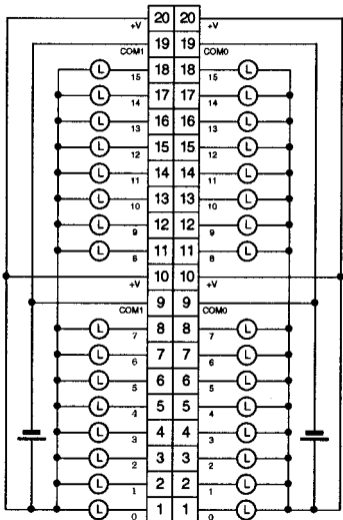 20 20
+V +V
19 19
COM1 COM0
L 18 18 L
15 15
L 17 17 L
14 14
L 16 16 L
13 13
L 15 15 L
12 12
L 14 14 L
11 11
L 13 13 L
10 10
L 12 12 L
9 9
L 11 11 L
8 8
10 10
+V +V
9 9
COM1 COM0
L 8 8 L
7 7
L 7 7 L
6 6
L 6 6 L
5 5
L 5 5 L
4 4
L 4 4 L
3 3
L 3 3 L
2 2
L 2 2 L
1 1
L 1 1 L
0 0